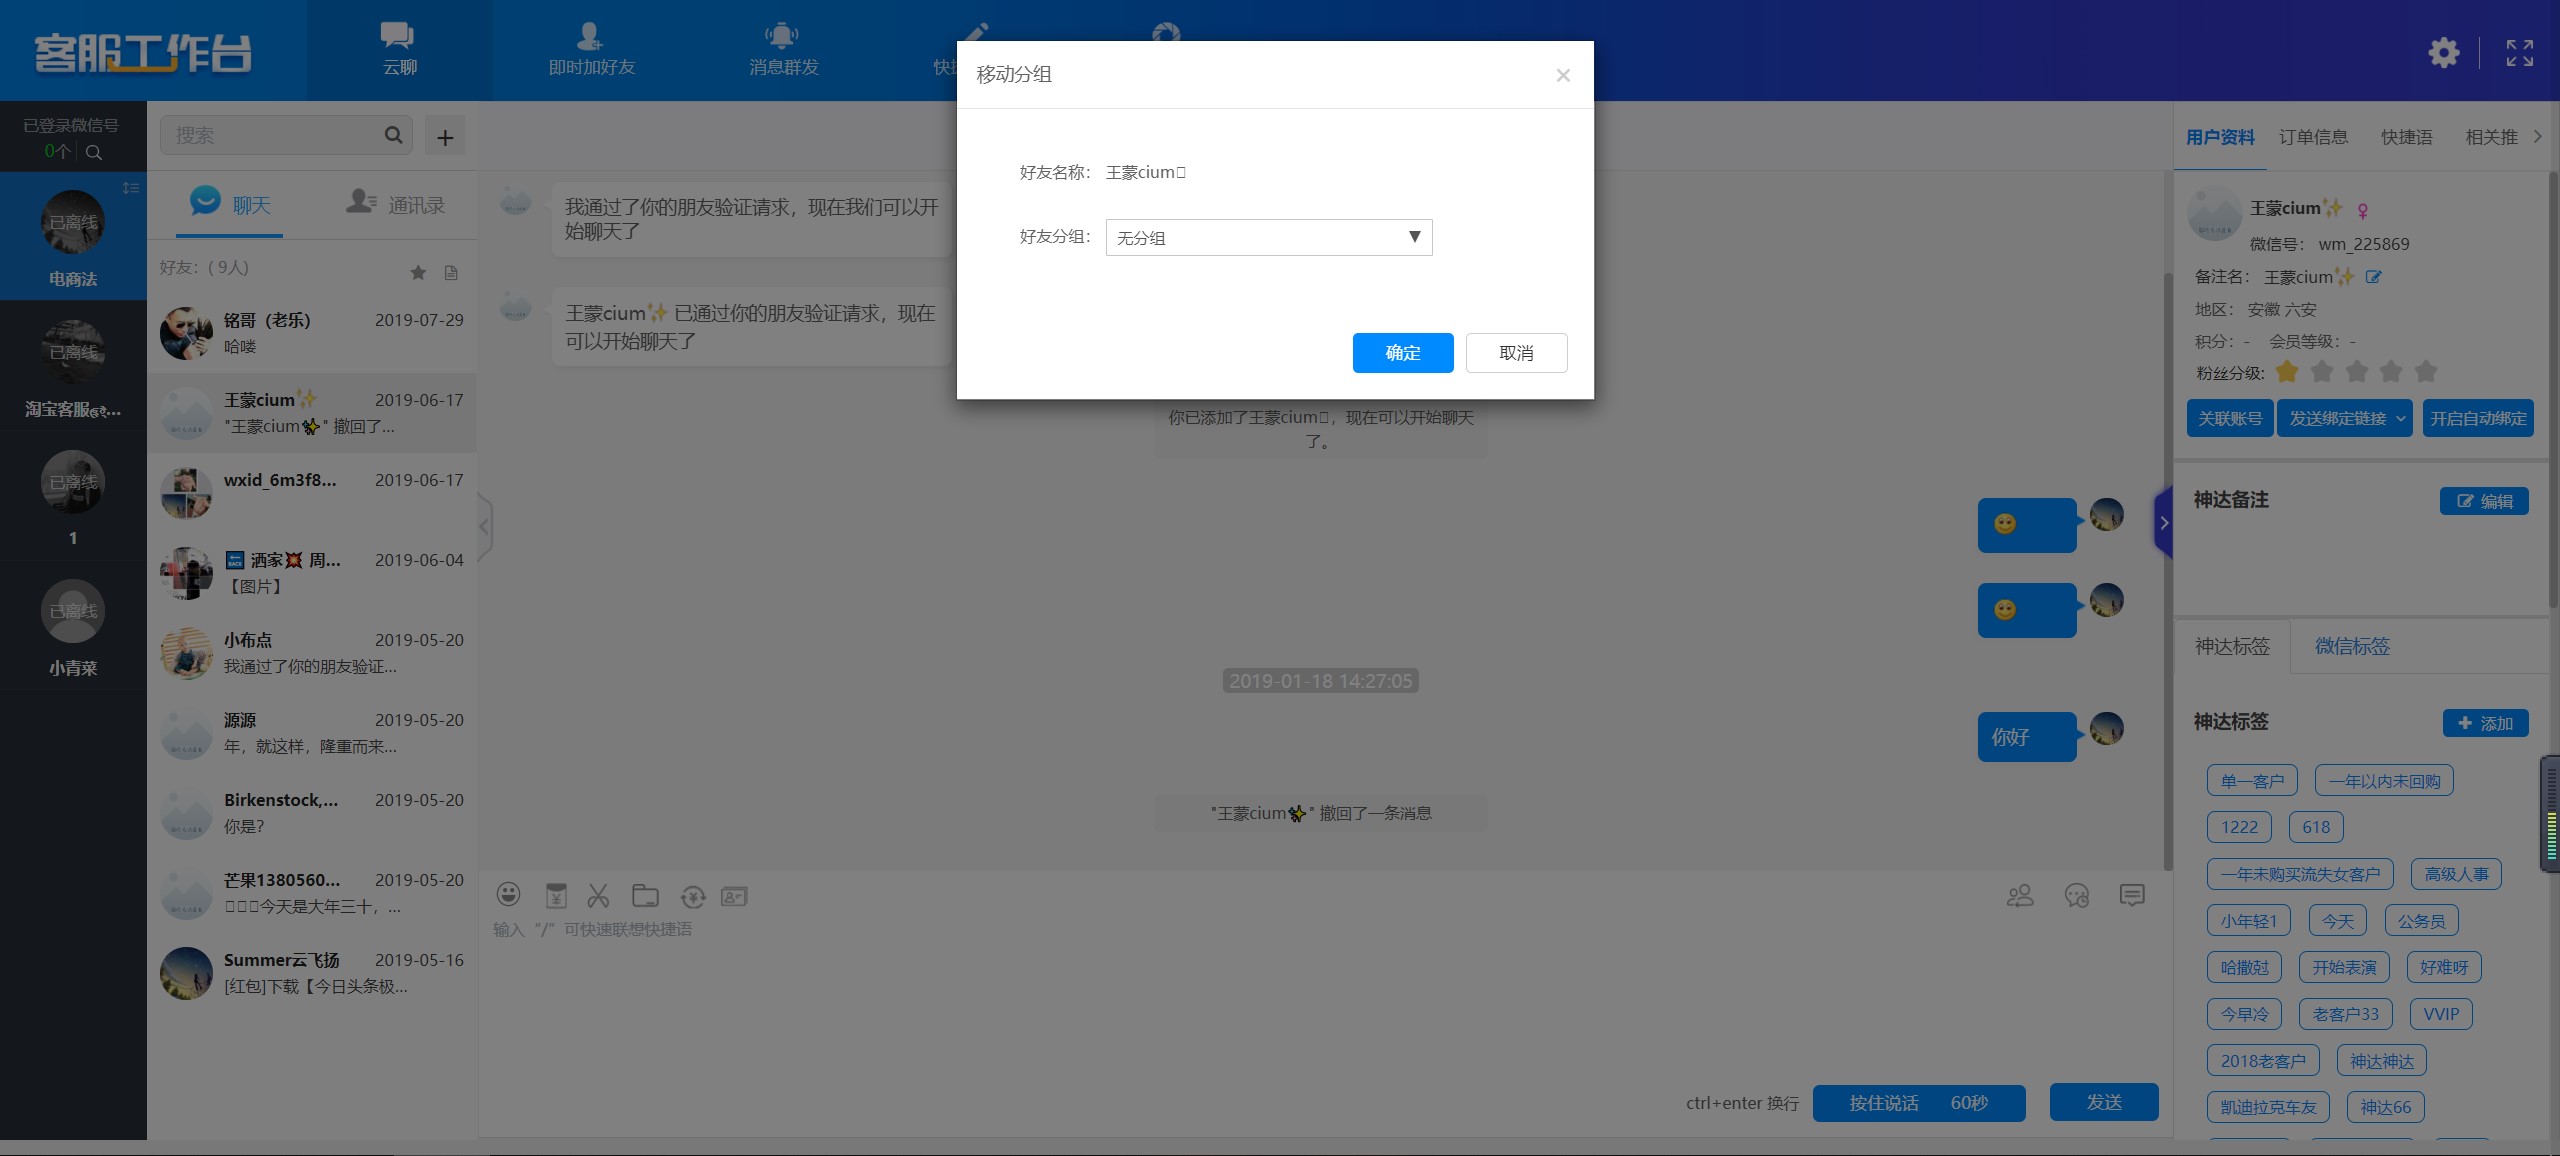 客服工作台
云聊
即时加好友
消息群发
已登录微信号
0个
已离线
电商法
已离线
淘宝客服
已离线
1
已离线
小青菜
搜索
聊天
通讯录
好友：( 9人)
铭哥（老乐）
2019-07-29
哈喽
王蒙cium✨
2019-06-17
"王蒙cium✨" 撤回了...
wxid_6m3f8...
2019-06-17
🔙 洒家💥 周...
2019-06-04
【图片】
小布点
2019-05-20
我通过了你的朋友验证...
源源
2019-05-20
年，就这样，隆重而来...
Birkenstock,...
2019-05-20
你是？
芒果1380560...
2019-05-20
今天是大年三十，...
Summer云飞扬
2019-05-16
[红包]下载【今日头条极...
我通过了你的朋友验证请求，现在我们可以开
始聊天了
王蒙cium✨ 已通过你的朋友验证请求，现在
可以开始聊天了
移动分组
好友名称：
王蒙cium
好友分组：
无分组
确定
取消
你已添加了王蒙cium，现在可以开始聊天
了。
2019-01-18 14:27:05
你好
"王蒙cium✨" 撤回了一条消息
输入 "/" 可快速联想快捷语
ctrl+enter 换行
按住说话
60秒
发送
用户资料
订单信息
快捷语
相关推
王蒙cium✨ ♀
微信号： wm_225869
备注名： 王蒙cium✨
地区： 安徽 六安
积分：-
会员等级：-
粉丝分级:
关联账号
发送绑定链接
开启自动绑定
神达备注
编辑
神达标签
微信标签
神达标签
添加
单一客户
一年以内未回购
1222
618
一年未购买流失女客户
高级人事
小年轻1
今天
公务员
哈撒尅
开始表演
好难呀
今早冷
老客户33
VVIP
2018老客户
神达神达
凯迪拉克车友
神达66